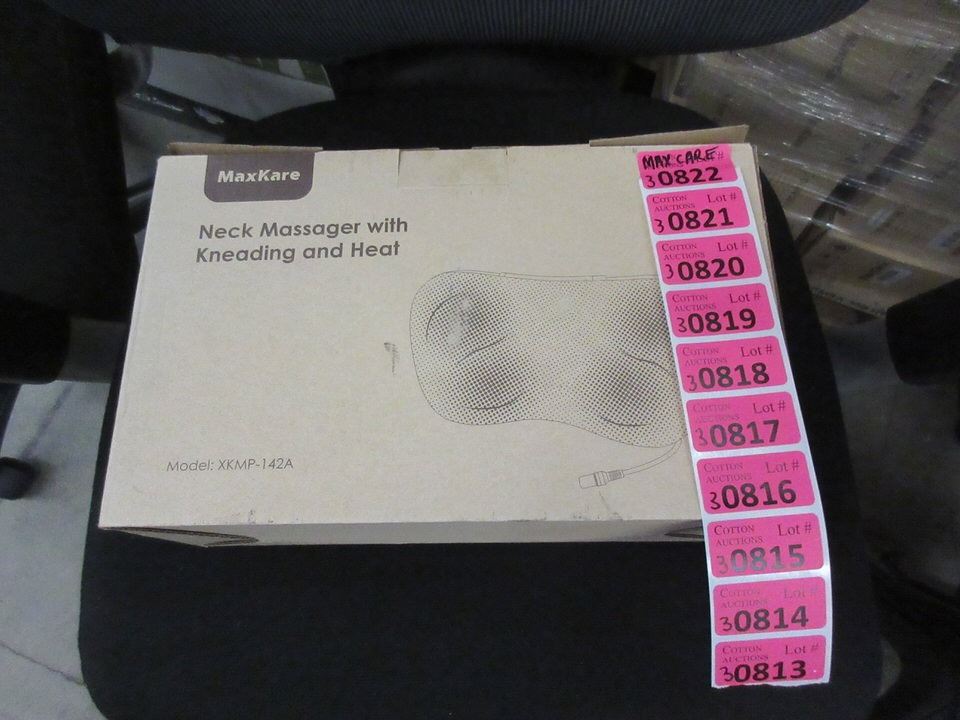 MaxKare
Neck Massager with
Kneading and Heat
Model: XKMP-142A
MAX CARE #
30822
COTTON Lot #
AUCTIONS
30821
COTTON Lot #
AUCTIONS
30820
COTTON Lot #
AUCTIONS
30819
COTTON Lot #
AUCTIONS
30818
COTTON Lot #
AUCTIONS
30817
COTTON Lot #
AUCTIONS
30816
COTTON Lot #
AUCTIONS
30815
COTTON Lot #
AUCTIONS
30814
COTTON Lot #
AUCTIONS
30813